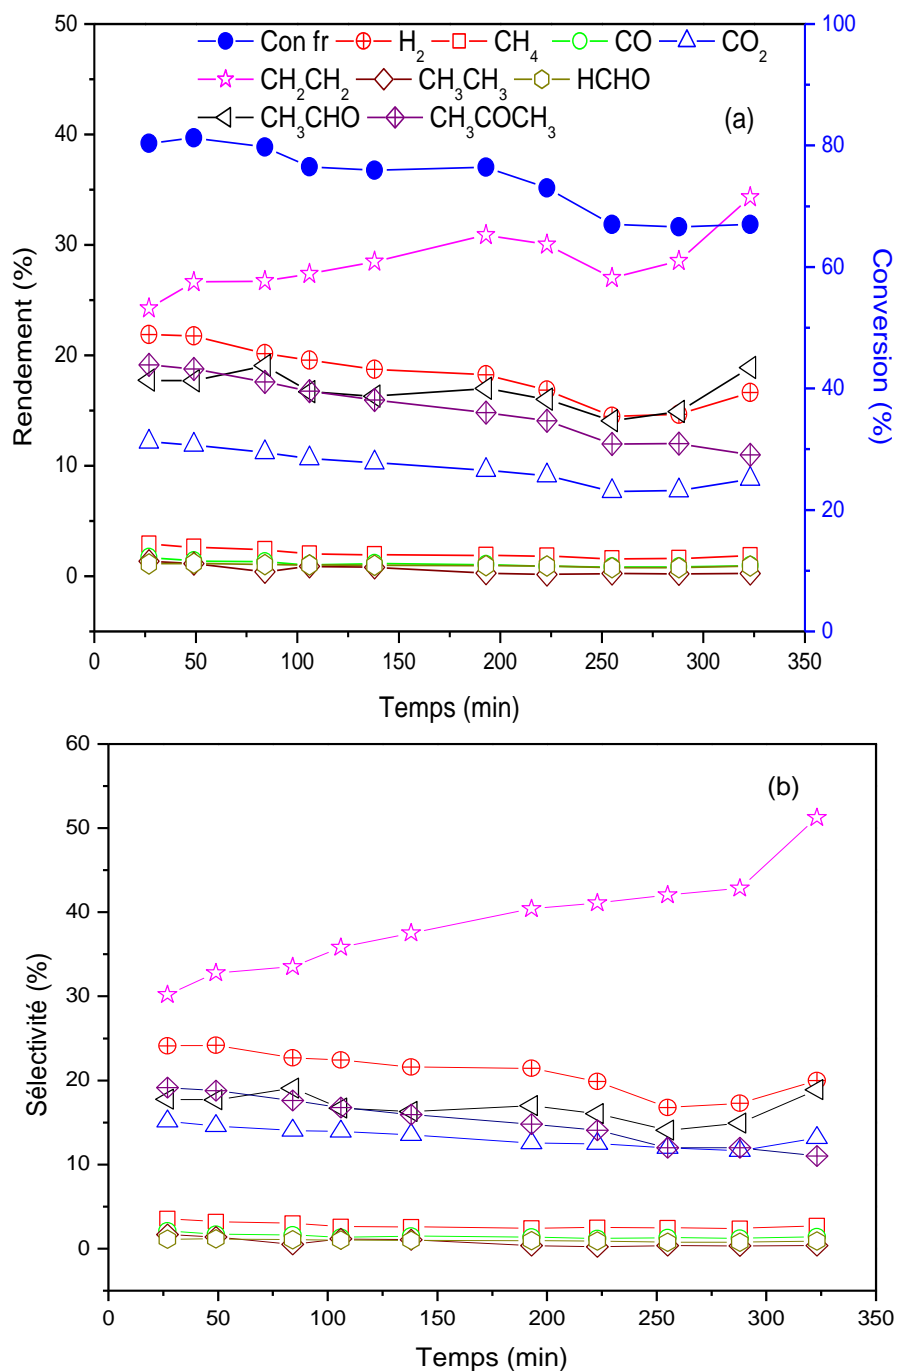 50
100
Con fr H₂ CH₄ CO CO₂
CH₂CH₂ CH₃CH₃ HCHO
CH₃CHO CH₃COCH₃
(a)
40
80
30
60
20
40
10
20
0
0
0 50 100 150 200 250 300 350
Rendement (%)
Conversion (%)
Temps (min)
60
(b)
50
40
30
20
10
0
0 50 100 150 200 250 300 350
Sélectivité (%)
Temps (min)